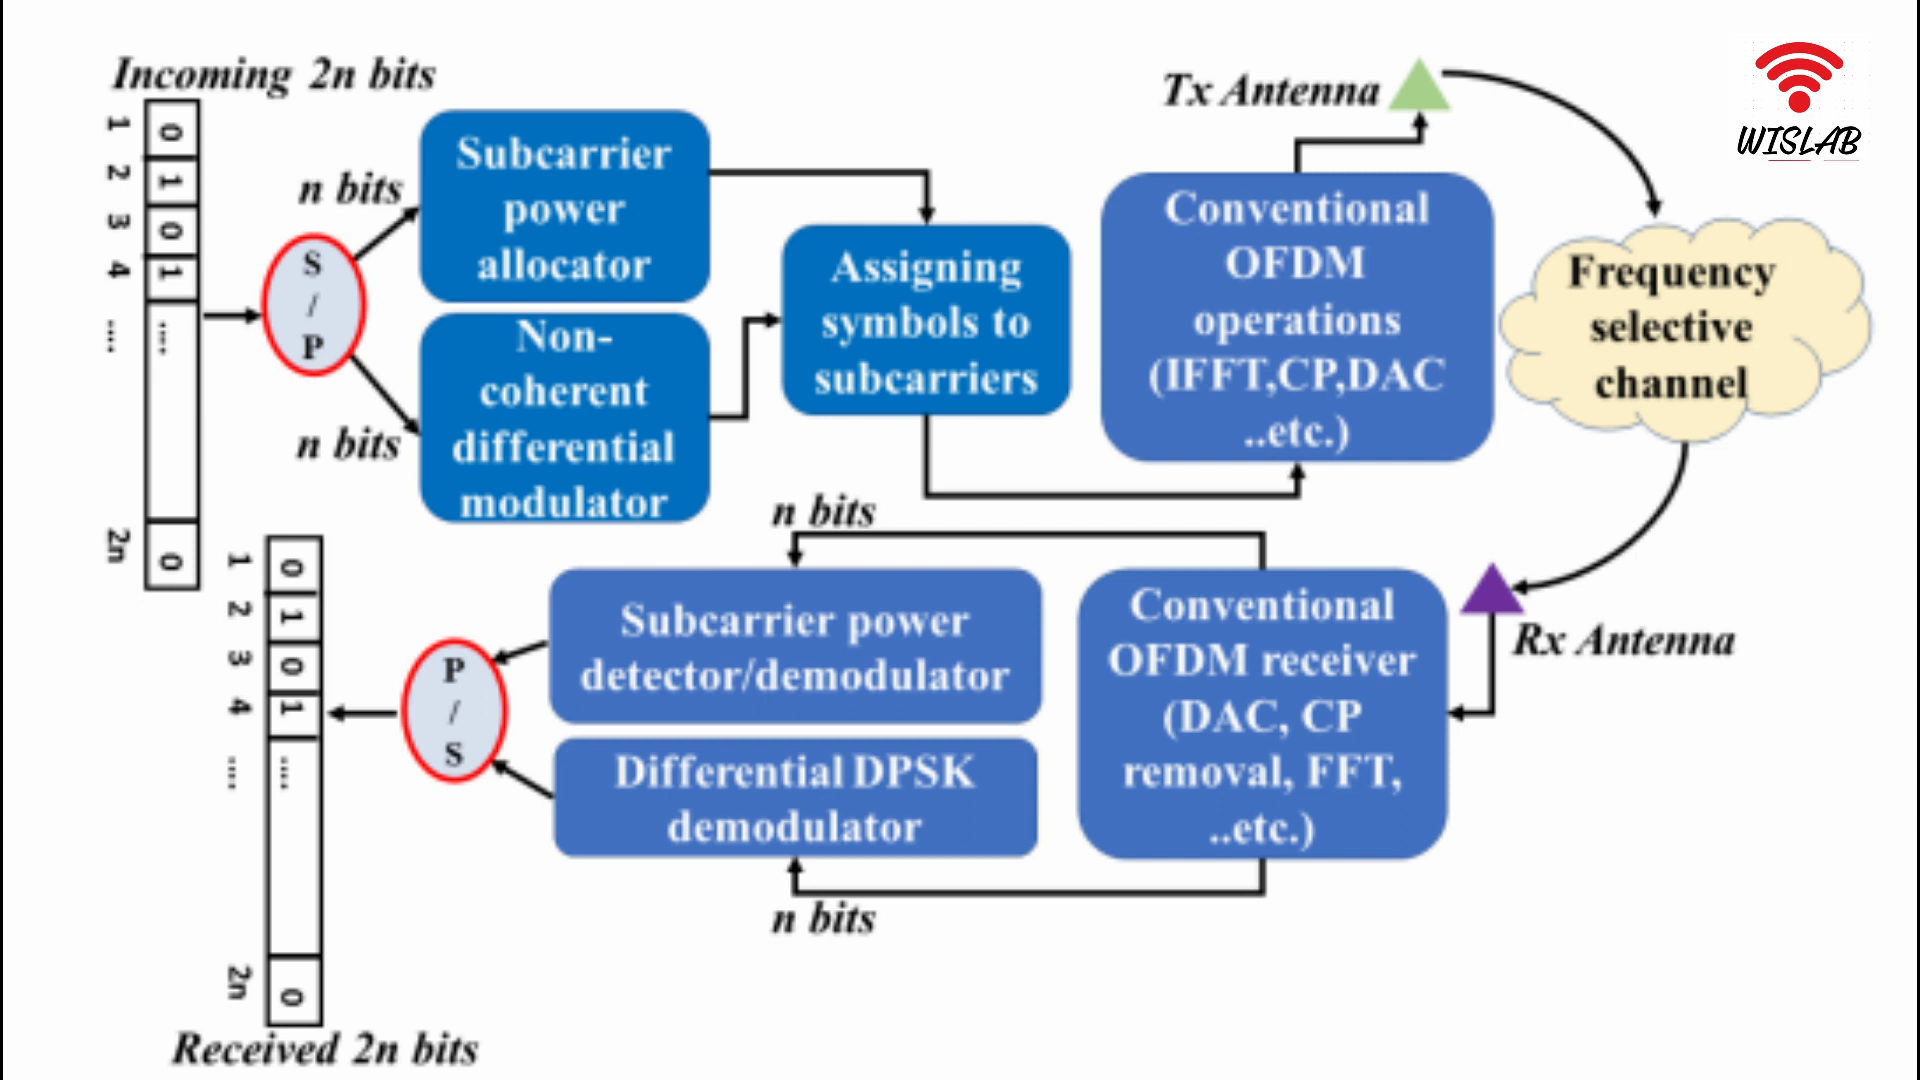 Incoming 2n bits
1 0
2 1
3 0
4 1
.... ....
2n 0
S
/
P
n bits
n bits
Subcarrier
power
allocator
Non-
coherent
differential
modulator
Assigning
symbols to
subcarriers
Conventional
OFDM
operations
(IFFT,CP,DAC
..etc.)
Tx Antenna
WISLAB
Frequency
selective
channel
Rx Antenna
Conventional
OFDM receiver
(DAC, CP
removal, FFT,
..etc.)
n bits
Subcarrier power
detector/demodulator
Differential DPSK
demodulator
n bits
P
/
S
1 0
2 1
3 0
4 1
.... ....
2n 0
Received 2n bits